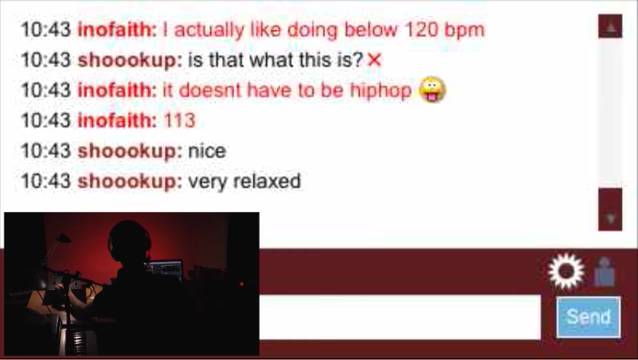 10:43 inofaith: I actually like doing below 120 bpm
10:43 shoookup: is that what this is?
10:43 inofaith: it doesnt have to be hiphop
10:43 inofaith: 113
10:43 shoookup: nice
10:43 shoookup: very relaxed
Send